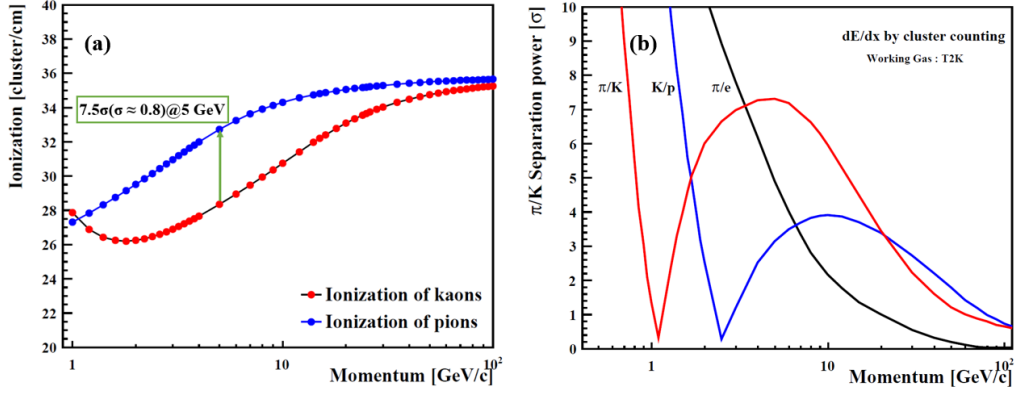 Ionization [cluster/cm]
40
38
36
34
32
30
28
26
24
22
20
(a)
7.5σ(σ ≈ 0.8)@5 GeV
Ionization of kaons
Ionization of pions
1
10
10²
Momentum [GeV/c]
π/K Separation power [σ]
10
9
8
7
6
5
4
3
2
1
0
(b)
dE/dx by cluster counting
Working Gas : T2K
π/K
K/p
π/e
1
10
10²
Momentum [GeV/c]